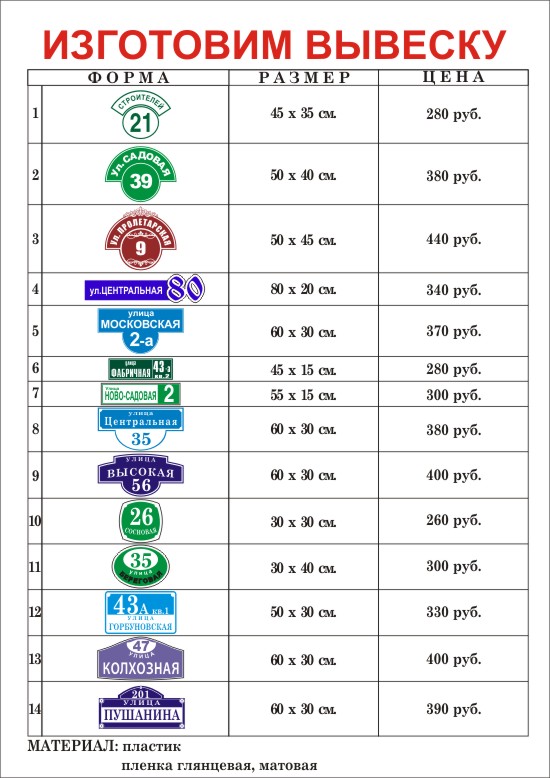 ИЗГОТОВИМ ВЫВЕСКУ
ФОРМА РАЗМЕР ЦЕНА
1 СТРОИТЕЛЕЙ 21 45 x 35 см. 280 руб.
2 Ул. САДОВАЯ 39 50 x 40 см. 380 руб.
3 ул. ПРОЛЕТАРСКАЯ 9 50 x 45 см. 440 руб.
4 ул.ЦЕНТРАЛЬНАЯ 80 80 x 20 см. 340 руб.
5 улица
МОСКОВСКАЯ
2-а 60 x 30 см. 370 руб.
6 улица
ФАБРИЧНАЯ 43-а
кв.2 45 x 15 см. 280 руб.
7 Улица
НОВО-САДОВАЯ 2 55 x 15 см. 300 руб.
8 улица
Центральная
35 60 x 30 см. 380 руб.
9 УЛИЦА
ВЫСОКАЯ
56 60 x 30 см. 400 руб.
10 26
СОСНОВАЯ 30 x 30 см. 260 руб.
11 35
улица
БЕРЕГОВАЯ 30 x 40 см. 300 руб.
12 43А кв.1
УЛИЦА
ГОРБУНОВСКАЯ 50 x 30 см. 330 руб.
13 47
УЛИЦА
КОЛХОЗНАЯ 60 x 30 см. 400 руб.
14 201
УЛИЦА
ПУШАНИНА 60 x 30 см. 390 руб.
МАТЕРИАЛ: пластик
пленка глянцевая, матовая